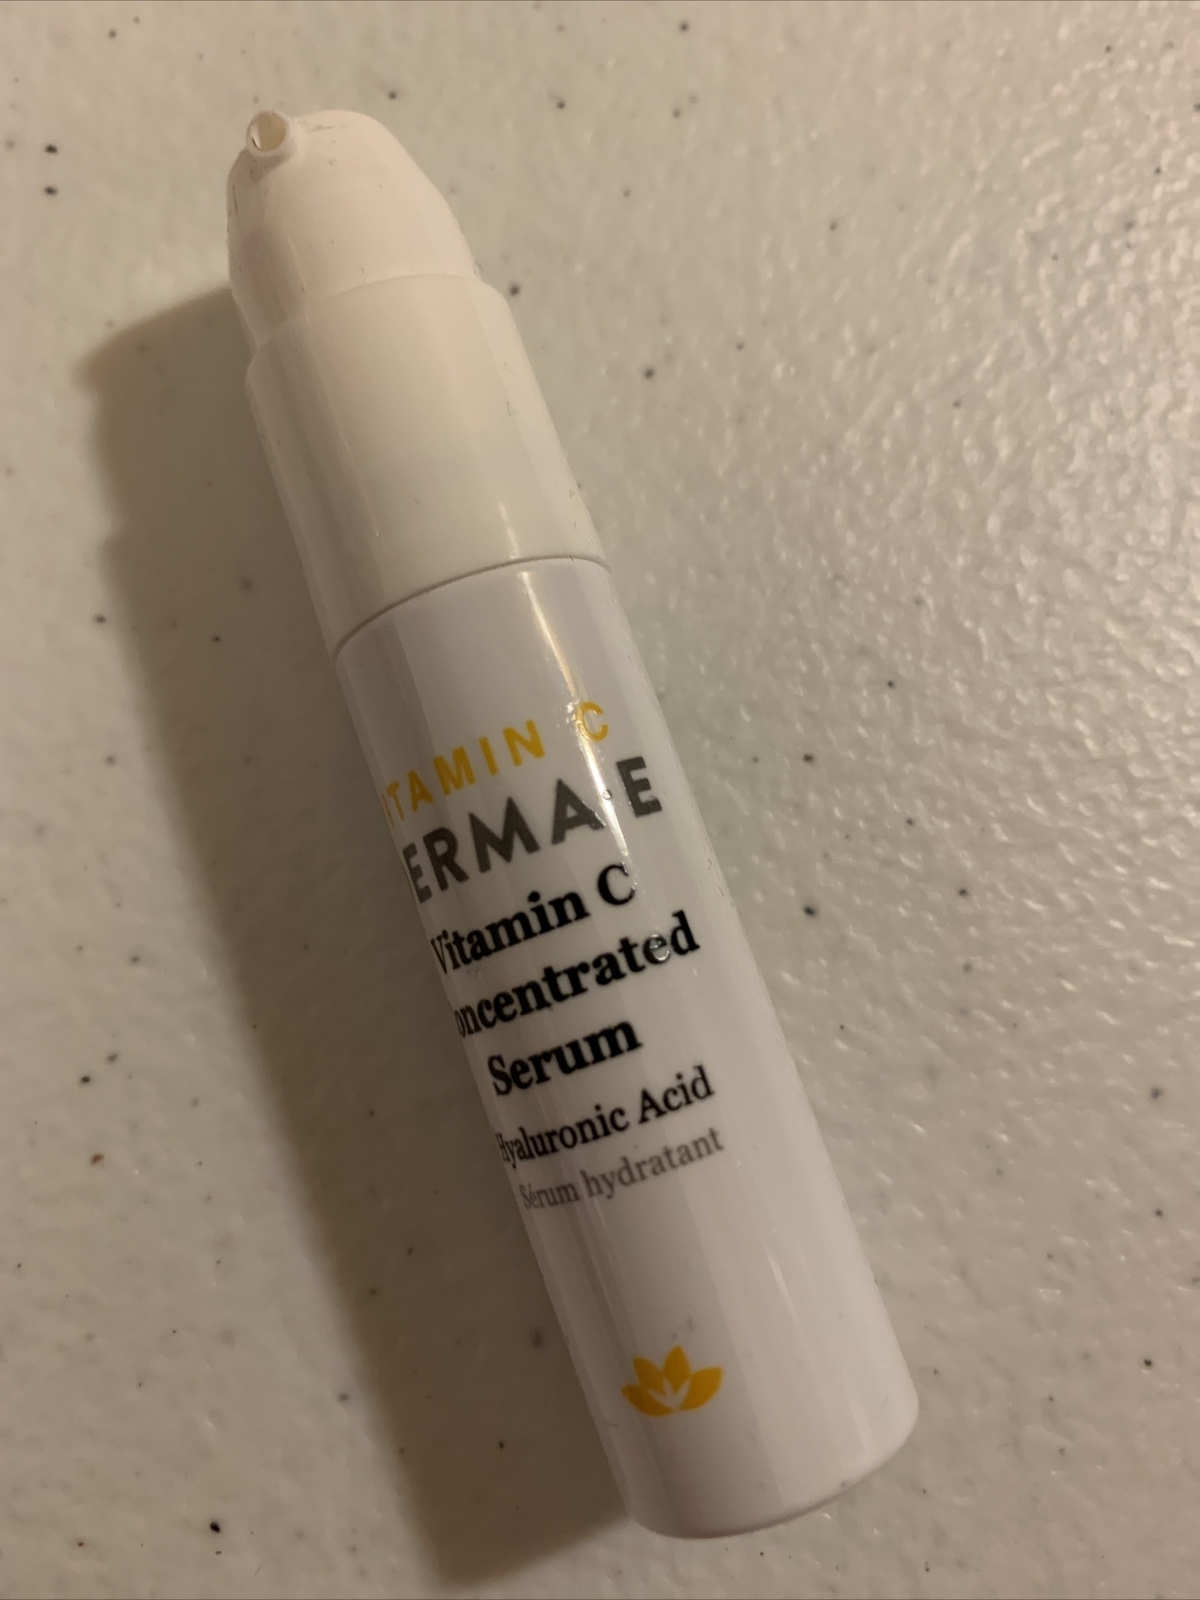 ITAMIN C
ERMA·E
Vitamin C
oncentrated
Serum
Hyaluronic Acid
Sérum hydratant